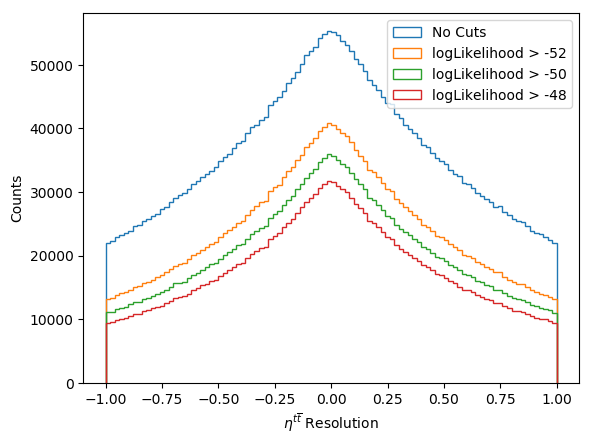 No Cuts
logLikelihood > -52
logLikelihood > -50
logLikelihood > -48
50000
40000
30000
20000
10000
0
Counts
−1.00 −0.75 −0.50 −0.25 0.00 0.25 0.50 0.75 1.00
η^{tt̅} Resolution